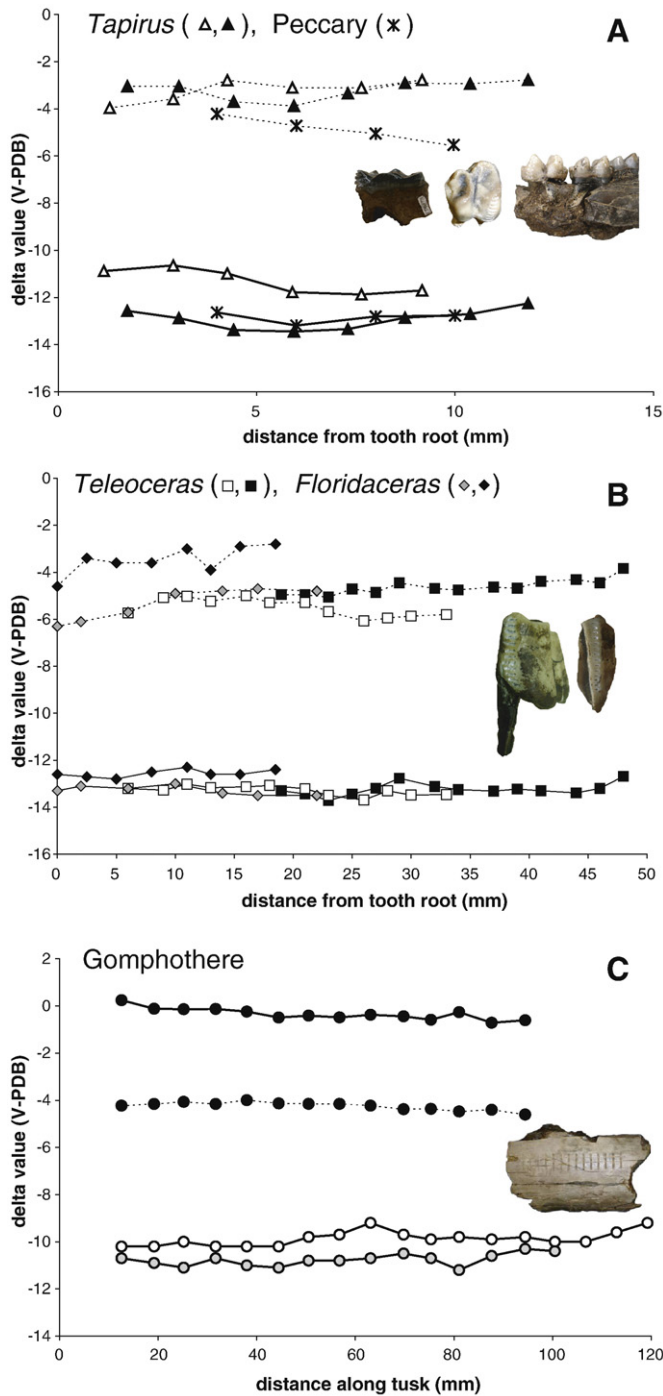 Tapirus ( △,▲), Peccary (✶)
A
0
-2
-4
-6
-8
-10
-12
-14
-16
delta value (V-PDB)
0 5 10 15
distance from tooth root (mm)
Teleoceras (□,■), Floridaceras (◆,◆)
B
0
-2
-4
-6
-8
-10
-12
-14
-16
delta value (V-PDB)
0 5 10 15 20 25 30 35 40 45 50
distance from tooth root (mm)
Gomphothere
C
2
0
-2
-4
-6
-8
-10
-12
-14
delta value (V-PDB)
0 20 40 60 80 100 120
distance along tusk (mm)